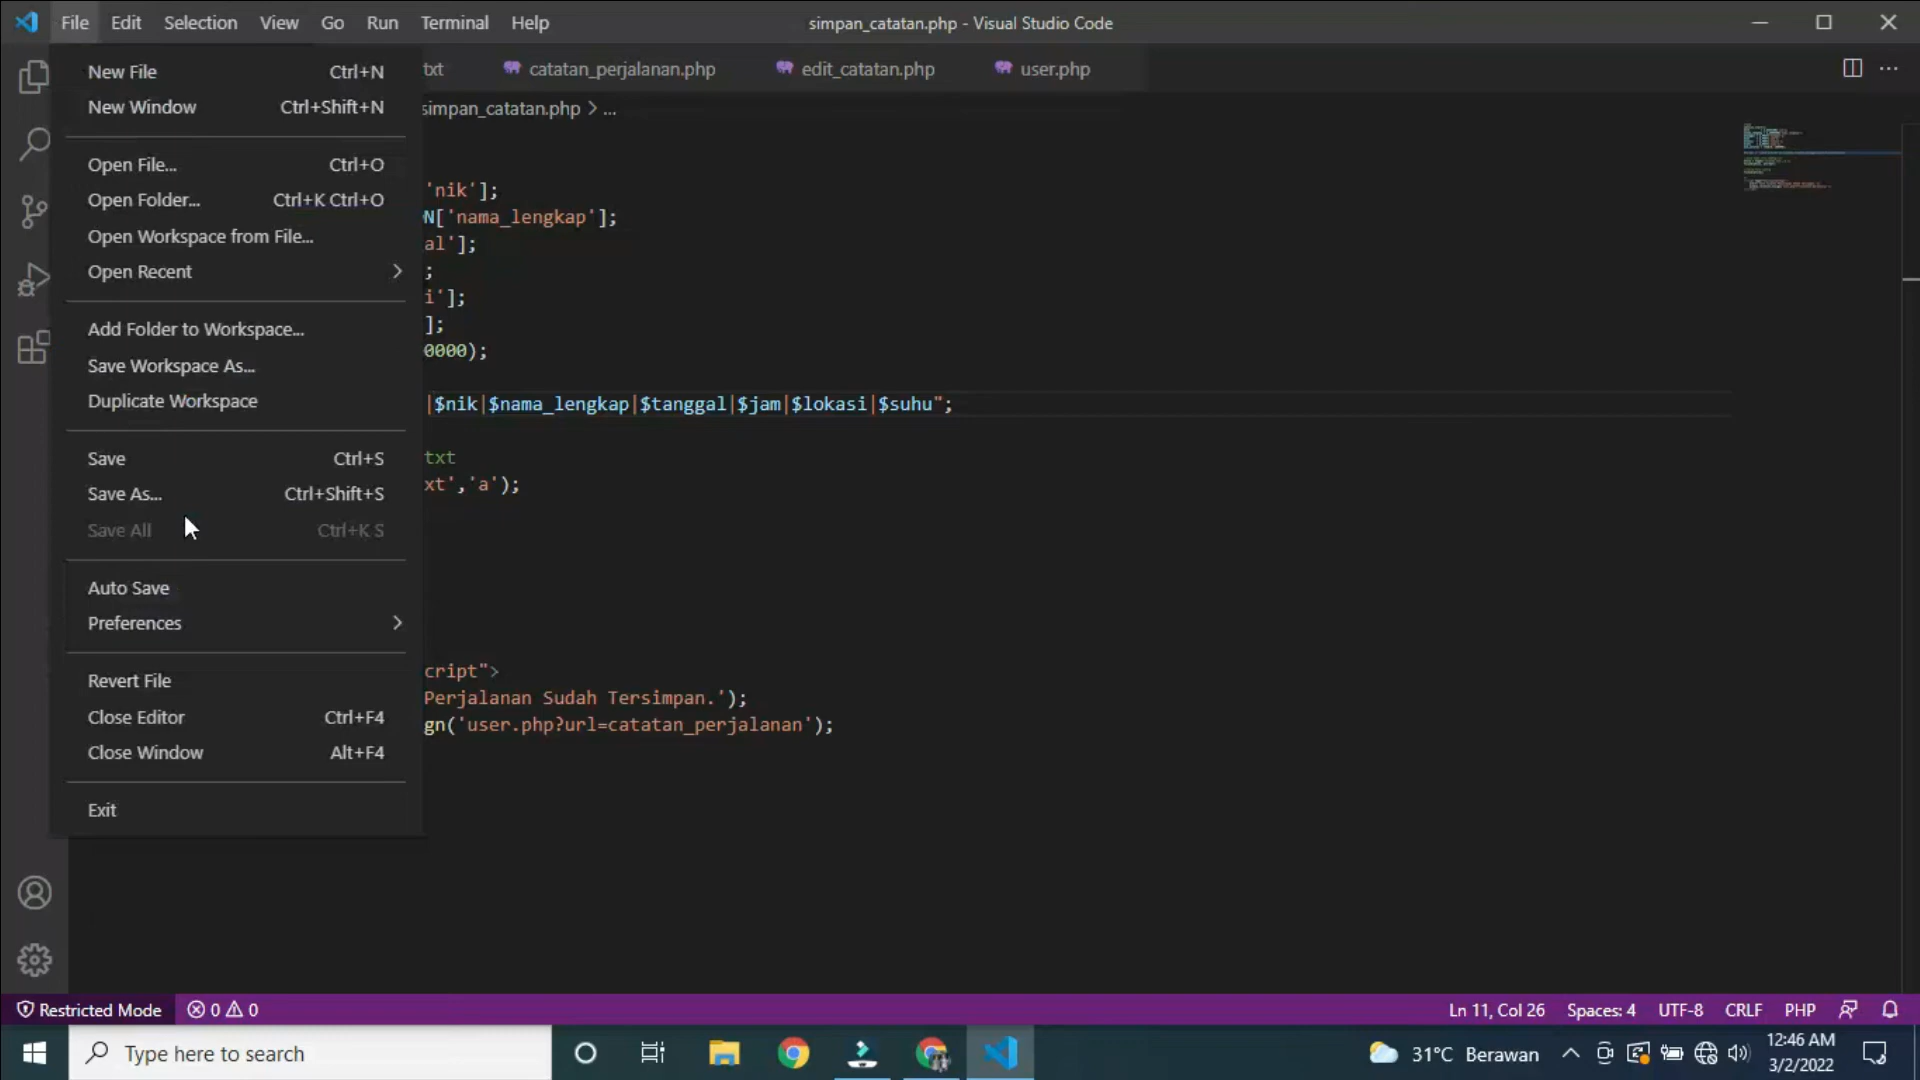 File Edit Selection View Go Run Terminal Help simpan_catatan.php - Visual Studio Code
txt catatan_perjalanan.php edit_catatan.php user.php
simpan_catatan.php > ...
New File Ctrl+N
New Window Ctrl+Shift+N
Open File... Ctrl+O
Open Folder... Ctrl+K Ctrl+O
Open Workspace from File...
Open Recent
Add Folder to Workspace...
Save Workspace As...
Duplicate Workspace
Save Ctrl+S
Save As... Ctrl+Shift+S
Save All Ctrl+K S
Auto Save
Preferences
Revert File
Close Editor Ctrl+F4
Close Window Alt+F4
Exit
'nik'];
N['nama_lengkap'];
al'];
;
i'];
];
0000);
|$nik|$nama_lengkap|$tanggal|$jam|$lokasi|$suhu";
txt
xt','a');
cript">
Perjalanan Sudah Tersimpan.');
gn('user.php?url=catatan_perjalanan');
Restricted Mode 0 0 Ln 11, Col 26 Spaces: 4 UTF-8 CRLF PHP
Type here to search
31°C Berawan
12:46 AM
3/2/2022